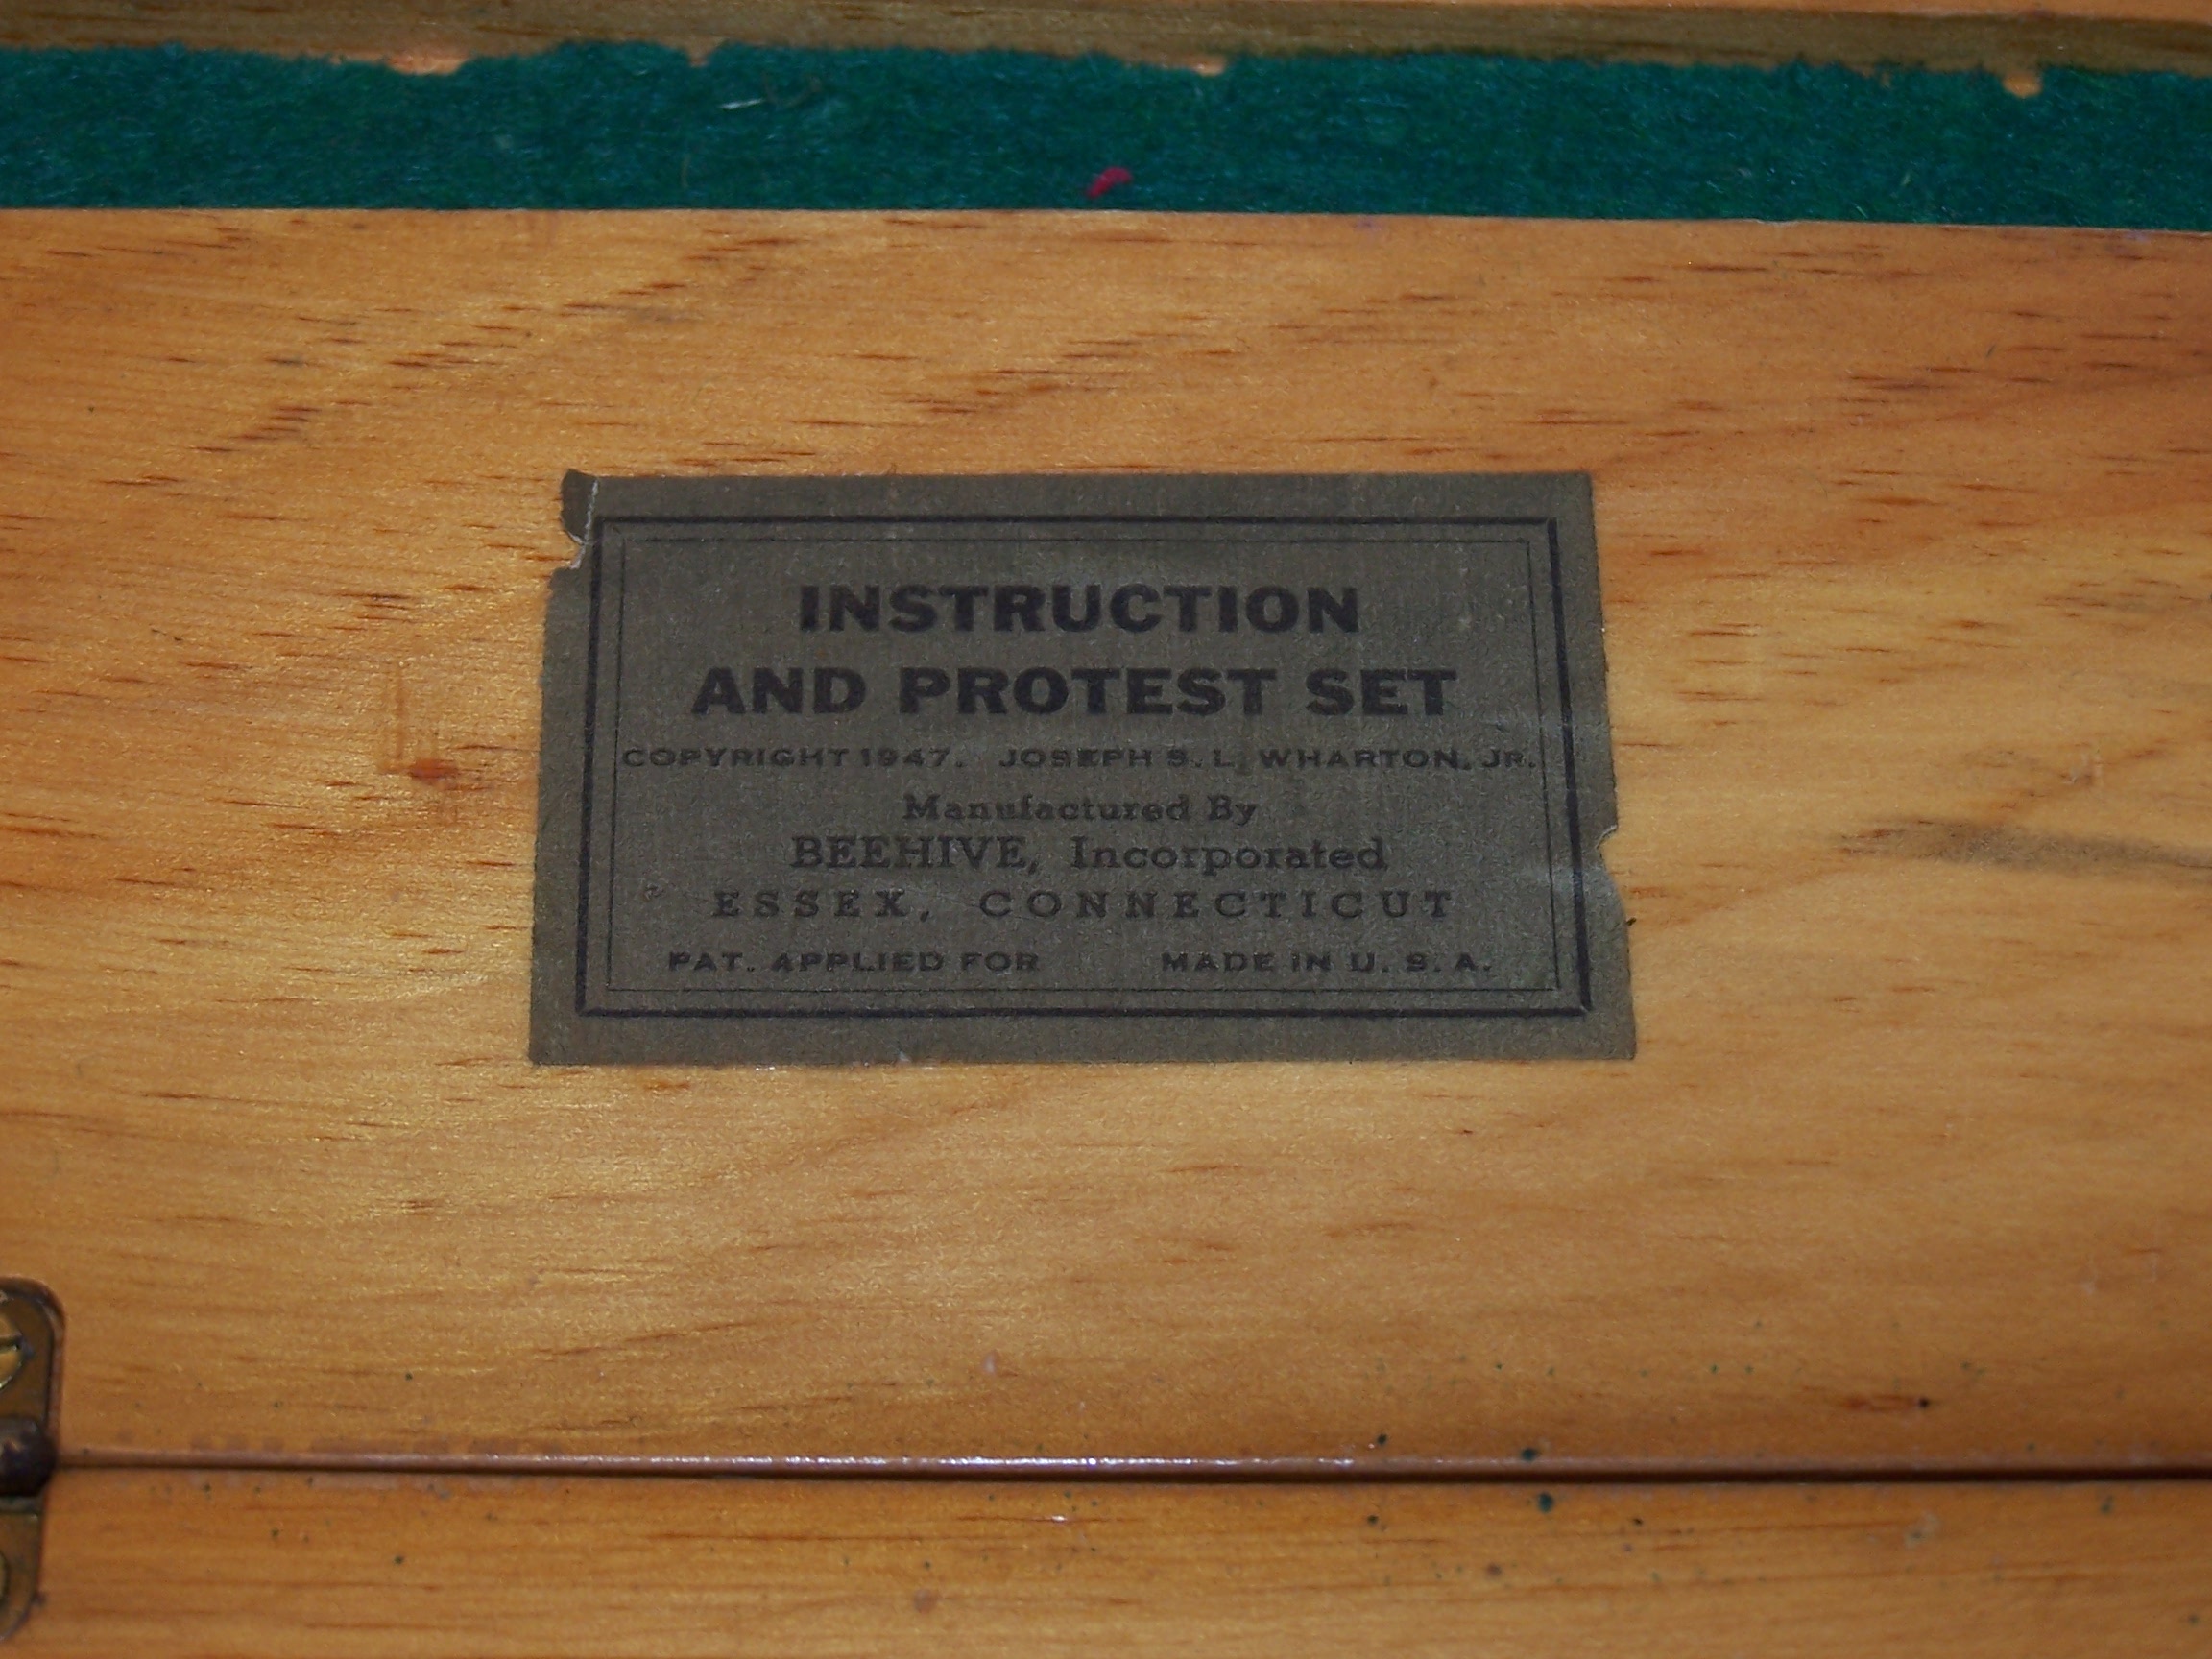 INSTRUCTION
AND PROTEST SET
COPYRIGHT 1947. JOSEPH S. L. WHARTON, JR.
Manufactured By
BEEHIVE, Incorporated
ESSEX, CONNECTICUT
PAT. APPLIED FOR MADE IN U. S. A.